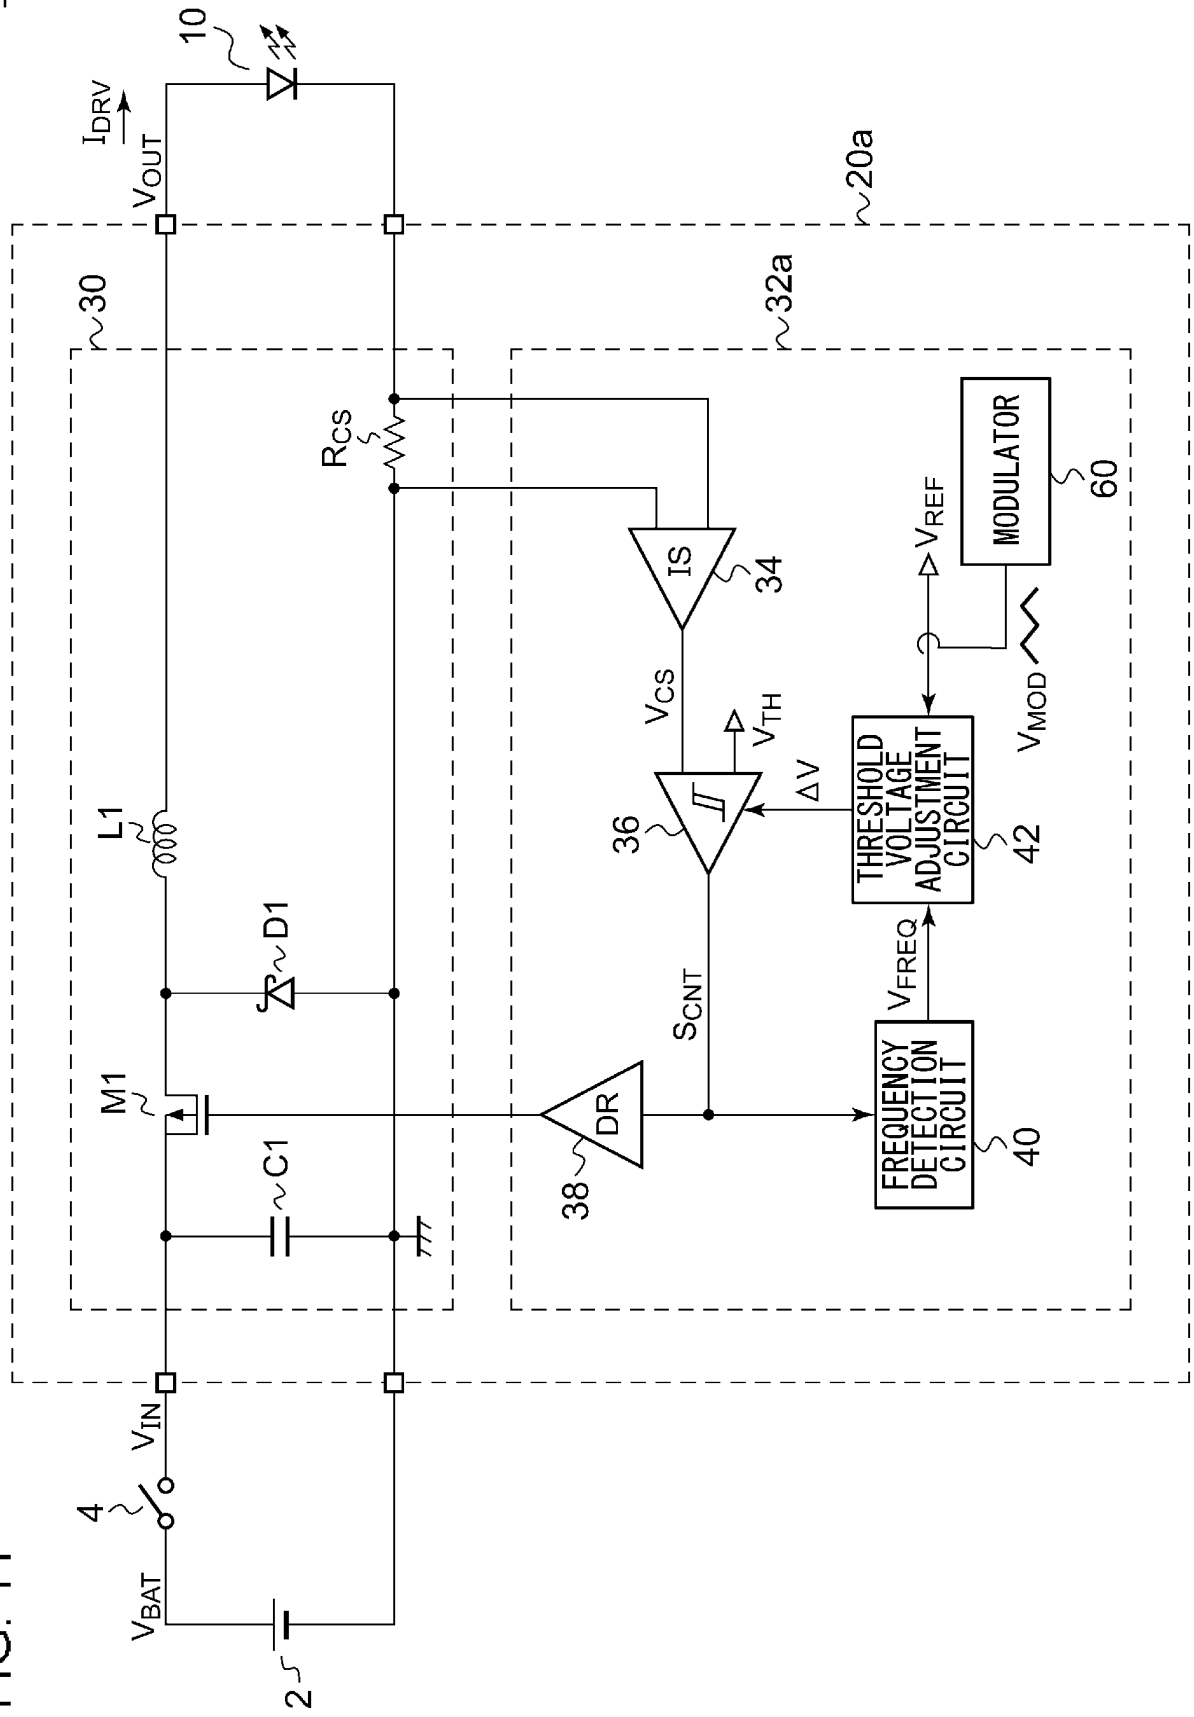 2
V_BAT
4
V_IN
30
C1
M1
D1
L1
R_CS
V_OUT
I_DRV
10
20a
32a
38
DR
S_CNT
36
V_CS
V_TH
IS
34
ΔV
FREQUENCY
DETECTION
CIRCUIT
40
V_FREQ
THRESHOLD
VOLTAGE
ADJUSTMENT
CIRCUIT
42
V_REF
V_MOD
MODULATOR
60